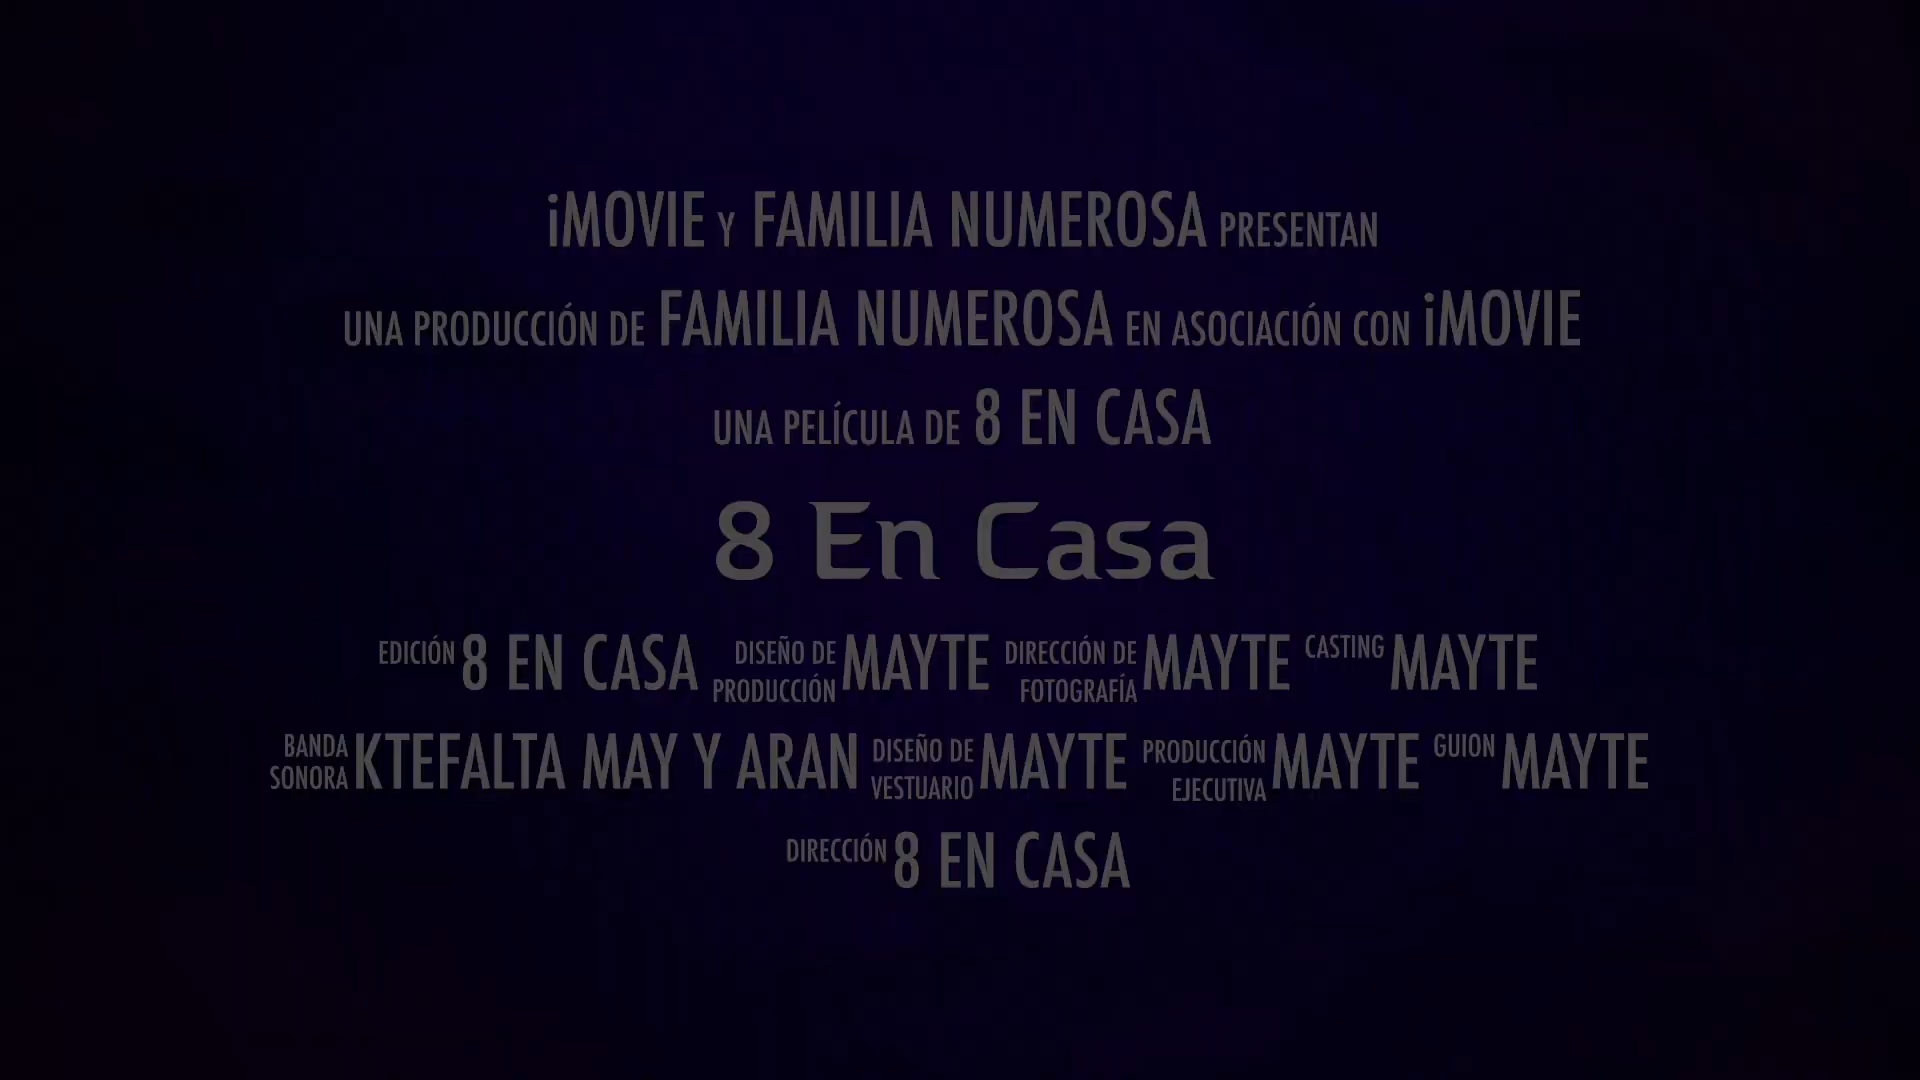 iMOVIE Y FAMILIA NUMEROSA PRESENTAN
UNA PRODUCCIÓN DE FAMILIA NUMEROSA EN ASOCIACIÓN CON iMOVIE
UNA PELÍCULA DE 8 EN CASA
8 En Casa
EDICIÓN 8 EN CASA DISEÑO DE PRODUCCIÓN MAYTE DIRECCIÓN DE FOTOGRAFÍA MAYTE CASTING MAYTE
BANDA SONORA KTEFALTA MAY Y ARAN DISEÑO DE VESTUARIO MAYTE PRODUCCIÓN EJECUTIVA MAYTE GUION MAYTE
DIRECCIÓN 8 EN CASA